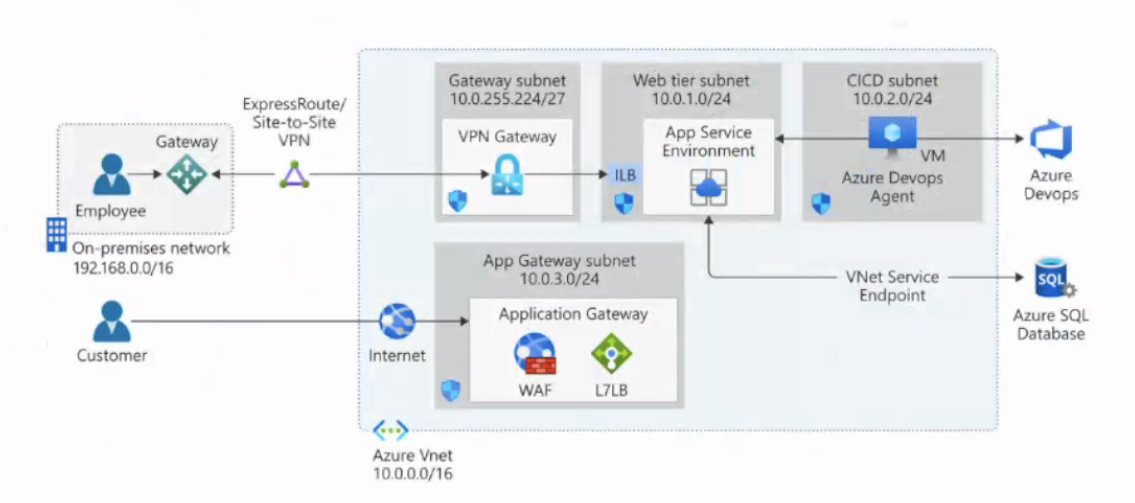 Gateway subnet
10.0.255.224/27
Web tier subnet
10.0.1.0/24
CICD subnet
10.0.2.0/24
ExpressRoute/
Site-to-Site
VPN
Gateway
VPN Gateway
App Service
Environment
VM
ILB
Azure Devops
Agent
Azure
Devops
Employee
On-premises network
192.168.0.0/16
App Gateway subnet
10.0.3.0/24
VNet Service
Endpoint
Application Gateway
SQL
Azure SQL
Database
Customer
Internet
WAF
L7LB
Azure Vnet
10.0.0.0/16